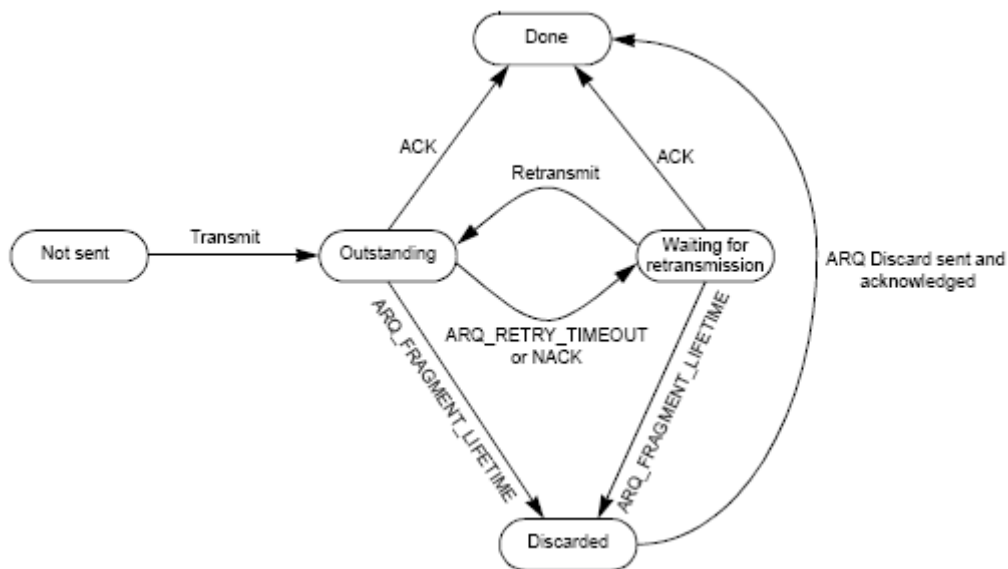 Done
ACK
ACK
Retransmit
Not sent
Transmit
Outstanding
Waiting for
retransmission
ARQ Discard sent and
acknowledged
ARQ_RETRY_TIMEOUT
or NACK
ARQ_FRAGMENT_LIFETIME
ARQ_FRAGMENT_LIFETIME
Discarded